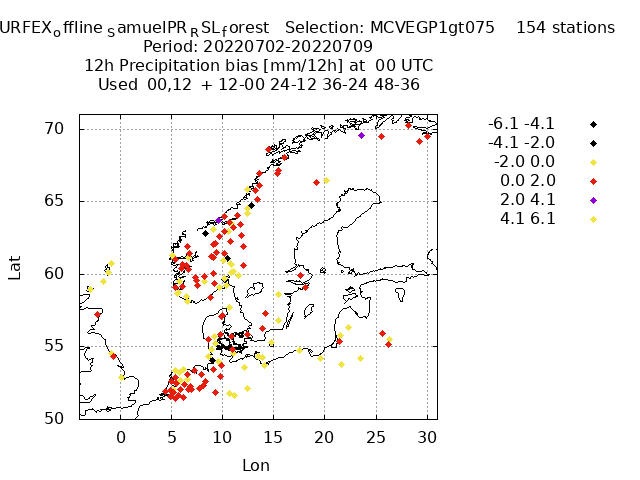 URFEXoffline SamuelPR RSLforest Selection: MCVEGP1gt075 154 stations
Period: 20220702-20220709
12h Precipitation bias [mm/12h] at 00 UTC
Used 00,12 + 12-00 24-12 36-24 48-36
70
65
60
55
50
0 5 10 15 20 25 30
Lat
Lon
-6.1 -4.1
-4.1 -2.0
-2.0 0.0
0.0 2.0
2.0 4.1
4.1 6.1